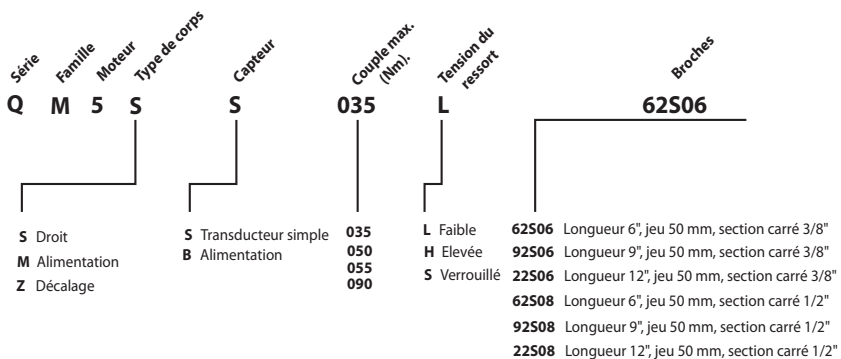 Série
Famille
Moteur
Type de corps
Capteur
Couple max.
(Nm).
Tension du
ressort
Broches
Q M 5 S S 035 L 62S06
S Droit
M Alimentation
Z Décalage
S Transducteur simple
B Alimentation
035
050
055
090
L Faible
H Elevée
S Verrouillé
62S06 Longueur 6", jeu 50 mm, section carré 3/8"
92S06 Longueur 9", jeu 50 mm, section carré 3/8"
22S06 Longueur 12", jeu 50 mm, section carré 3/8"
62S08 Longueur 6", jeu 50 mm, section carré 1/2"
92S08 Longueur 9", jeu 50 mm, section carré 1/2"
22S08 Longueur 12", jeu 50 mm, section carré 1/2"